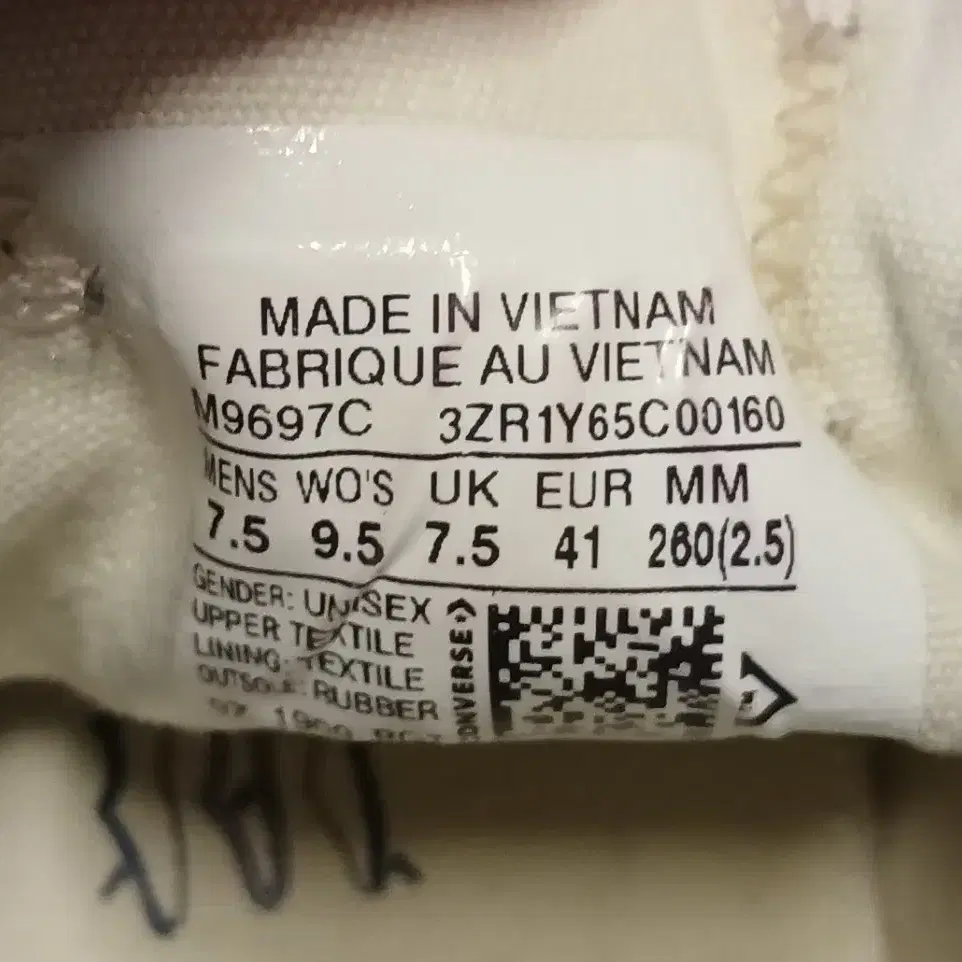 MADE IN VIETNAM
FABRIQUE AU VIETNAM
M9697C 3ZR1Y65C00160
MENS WO'S UK EUR MM
7.5 9.5 7.5 41 260(2.5)
GENDER: UNISEX
UPPER TEXTILE
LINING: TEXTILE
OUTSOLE: RUBBER
CONVERSE